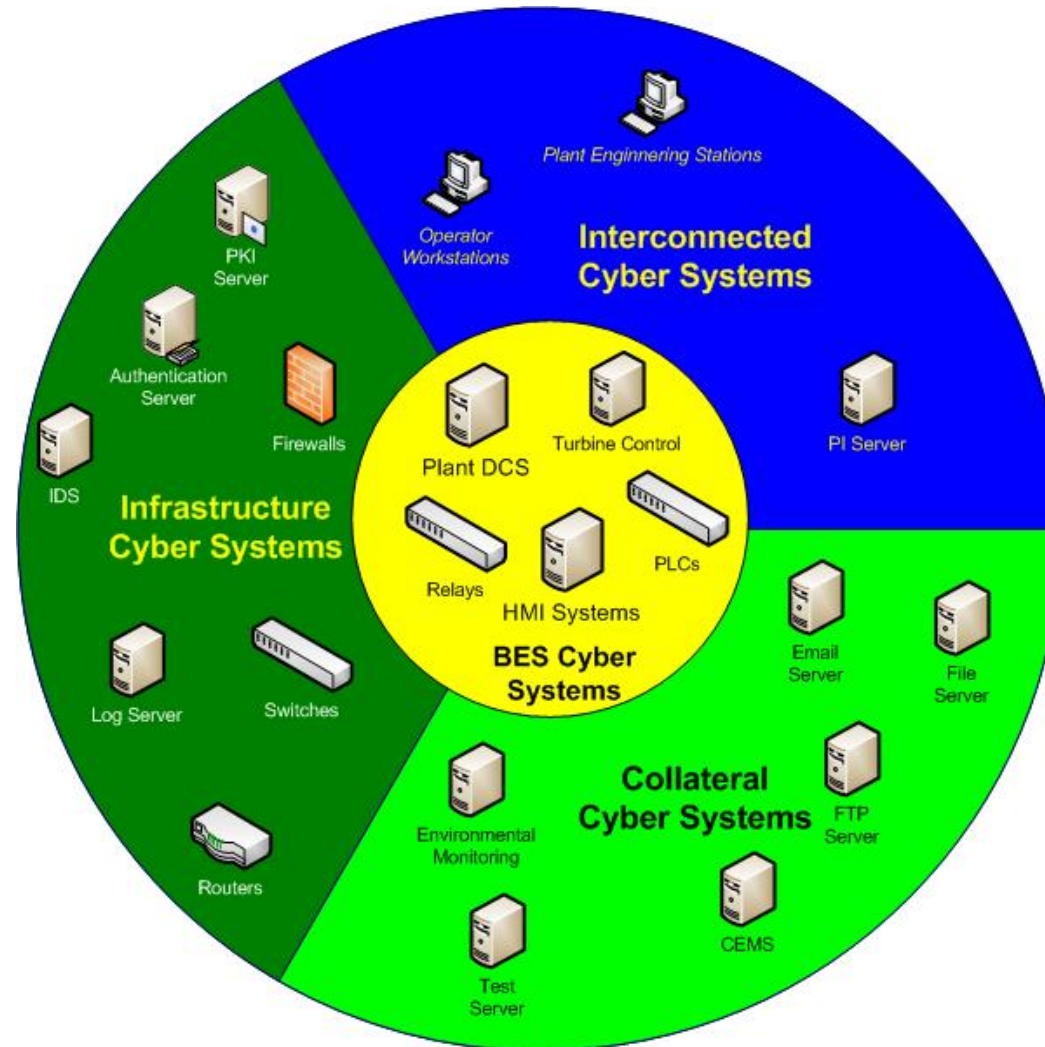 Plant Enginnering Stations
Operator
Workstations
Interconnected
Cyber Systems
PI Server
PKI
Server
Authentication
Server
Firewalls
IDS
Infrastructure
Cyber Systems
Log Server
Switches
Routers
Plant DCS
Turbine Control
Relays
PLCs
HMI Systems
BES Cyber
Systems
Email
Server
File
Server
Collateral
Cyber Systems
FTP
Server
Environmental
Monitoring
CEMS
Test
Server